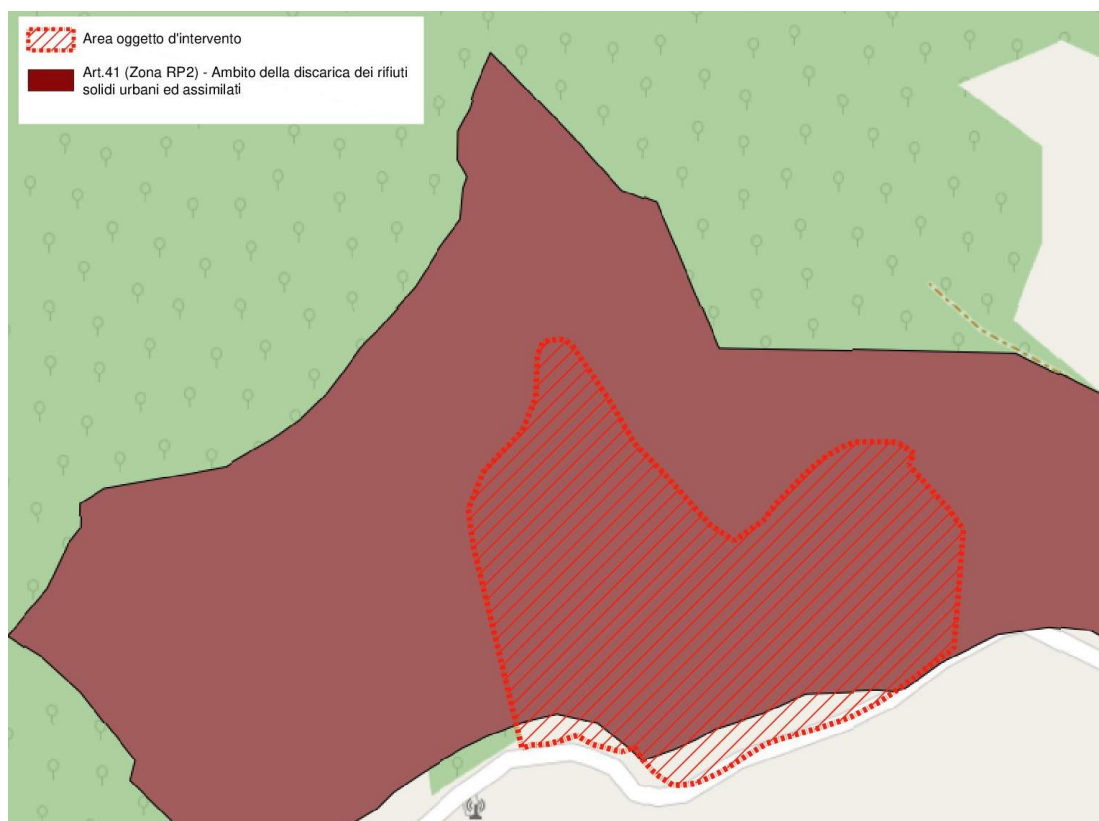 Area oggetto d'intervento
Art.41 (Zona RP2) - Ambito della discarica dei rifiuti
solidi urbani ed assimilati